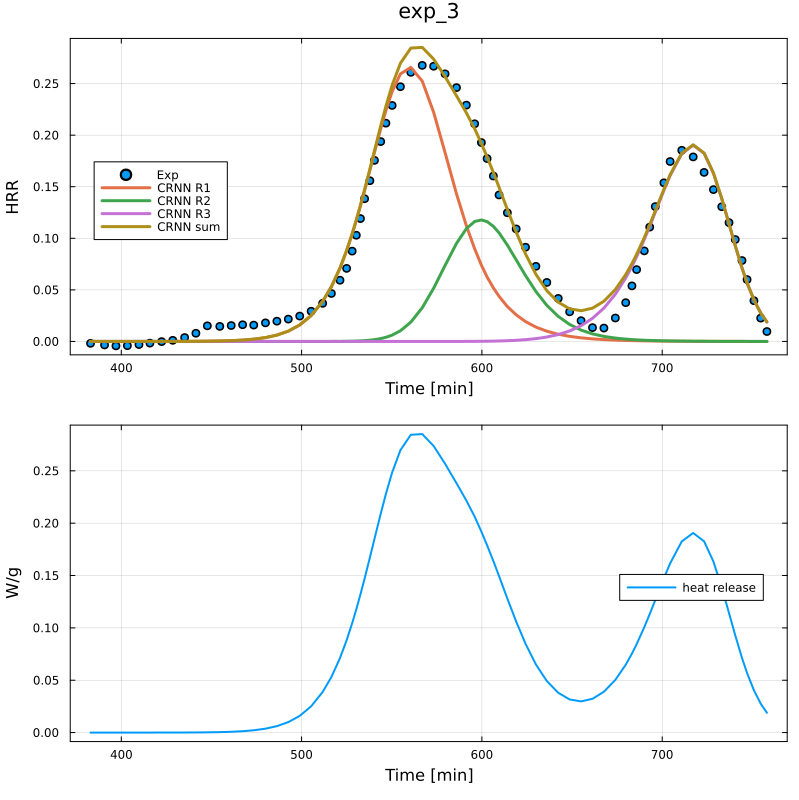 exp_3
HRR
0.25
0.20
0.15
0.10
0.05
0.00
Exp
CRNN R1
CRNN R2
CRNN R3
CRNN sum
400 500 600 700
Time [min]
W/g
0.25
0.20
0.15
0.10
0.05
0.00
heat release
400 500 600 700
Time [min]